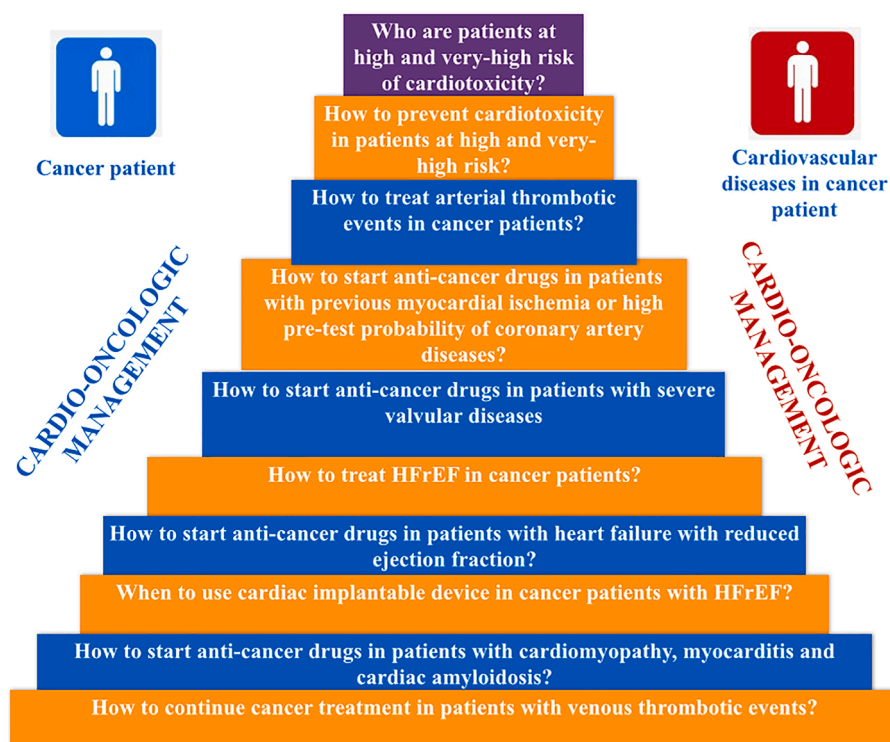 Who are patients at
high and very-high risk
of cardiotoxicity?
How to prevent cardiotoxicity
in patients at high and very-
high risk?
Cancer patient
Cardiovascular
diseases in cancer
patient
How to treat arterial thrombotic
events in cancer patients?
CARDIO-ONCOLOGIC
MANAGEMENT
CARDIO-ONCOLOGIC
MANAGEMENT
How to start anti-cancer drugs in patients
with previous myocardial ischemia or high
pre-test probability of coronary artery
diseases?
How to start anti-cancer drugs in patients with severe
valvular diseases
How to treat HFrEF in cancer patients?
How to start anti-cancer drugs in patients with heart failure with reduced
ejection fraction?
When to use cardiac implantable device in cancer patients with HFrEF?
How to start anti-cancer drugs in patients with cardiomyopathy, myocarditis and
cardiac amyloidosis?
How to continue cancer treatment in patients with venous thrombotic events?